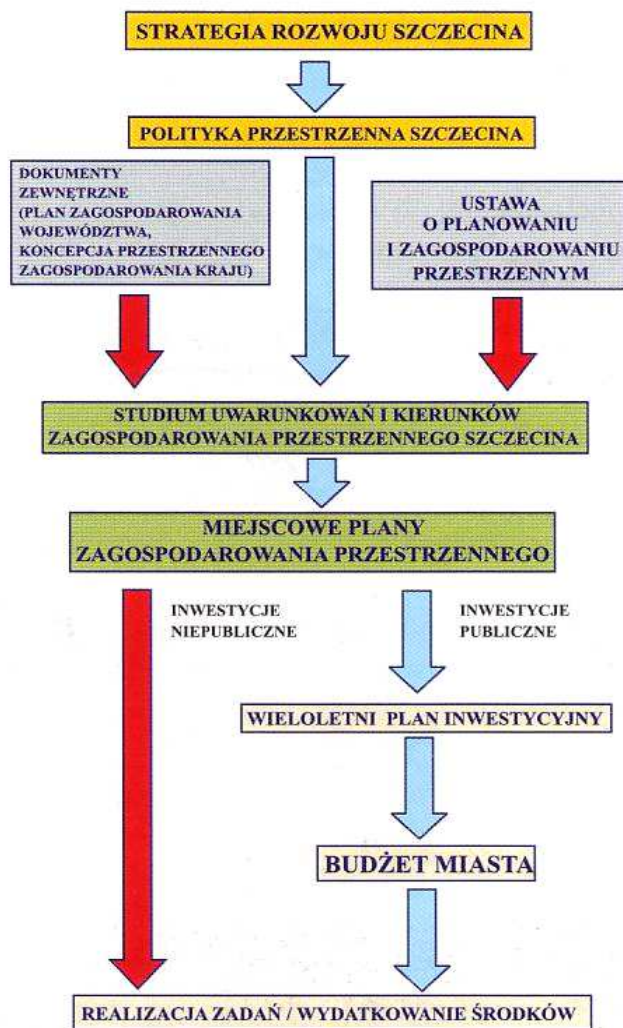 STRATEGIA ROZWOJU SZCZECINA
POLITYKA PRZESTRZENNA SZCZECINA
DOKUMENTY
ZEWNĘTRZNE
(PLAN ZAGOSPODAROWANIA
WOJEWÓDZTWA,
KONCEPCJA PRZESTRZENNEGO
ZAGOSPODAROWANIA KRAJU)
USTAWA
O PLANOWANIU
I ZAGOSPODAROWANIU
PRZESTRZENNYM
STUDIUM UWARUNKOWAŃ I KIERUNKÓW
ZAGOSPODAROWANIA PRZESTRZENNEGO SZCZECINA
MIEJSCOWE PLANY
ZAGOSPODAROWANIA PRZESTRZENNEGO
INWESTYCJE
NIEPUBLICZNE
INWESTYCJE
PUBLICZNE
WIELOLETNI PLAN INWESTYCYJNY
BUDŻET MIASTA
REALIZACJA ZADAŃ / WYDATKOWANIE ŚRODKÓW